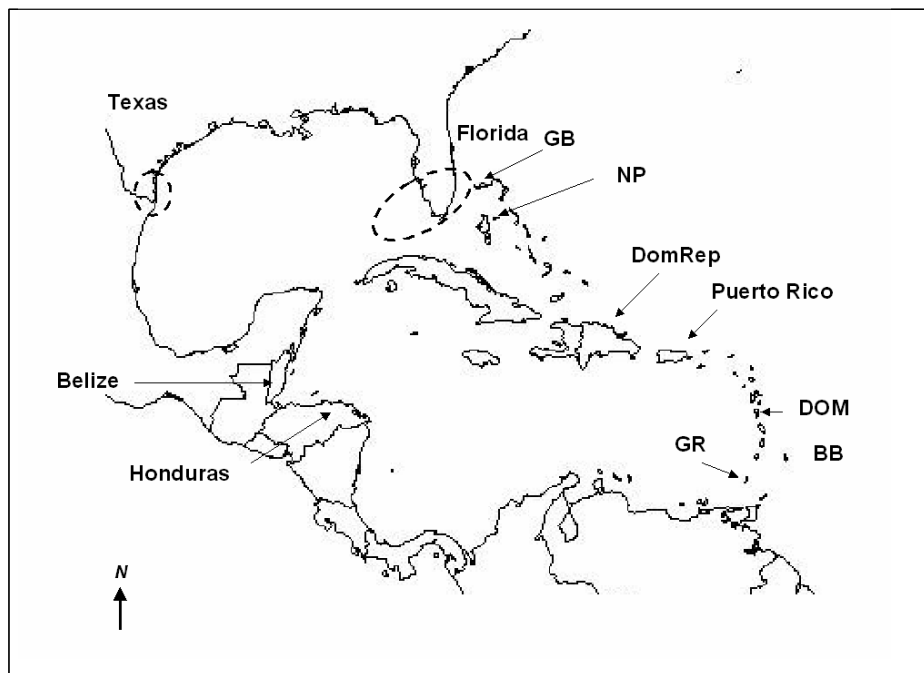 Texas
Florida
GB
NP
DomRep
Puerto Rico
Belize
DOM
GR
BB
Honduras
N